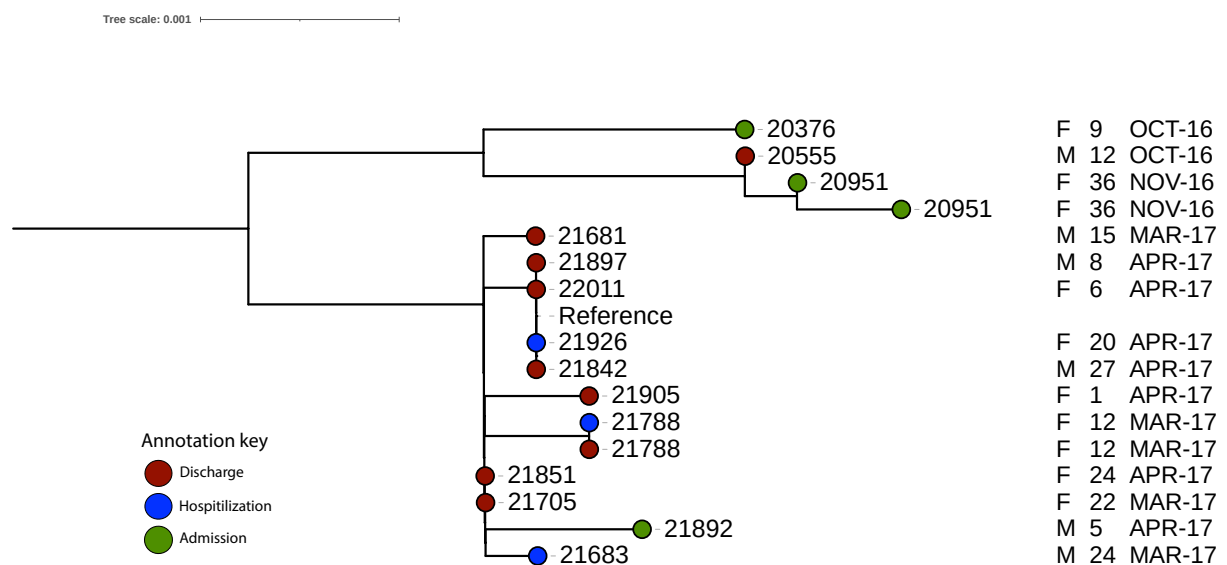 Tree scale: 0.001
20376 F 9 OCT-16
20555 M 12 OCT-16
20951 F 36 NOV-16
20951 F 36 NOV-16
21681 M 15 MAR-17
21897 M 8 APR-17
22011 F 6 APR-17
Reference
21926 F 20 APR-17
21842 M 27 APR-17
21905 F 1 APR-17
21788 F 12 MAR-17
21788 F 12 MAR-17
21851 F 24 APR-17
21705 F 22 MAR-17
21892 M 5 APR-17
21683 M 24 MAR-17
Annotation key
Discharge
Hospitilization
Admission